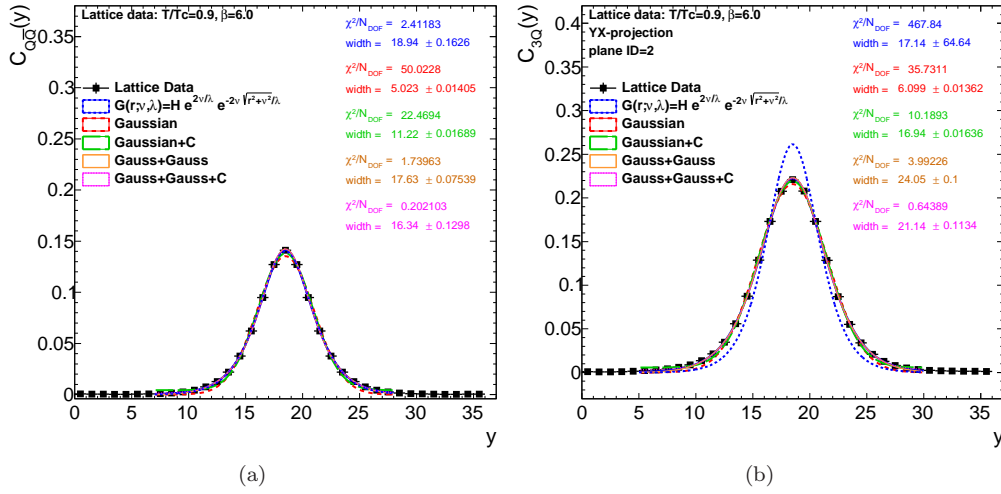 Lattice data: T/Tc=0.9, β=6.0
C_{QQ̅}(y)
χ²/N_DOF = 2.41183
width = 18.94 ± 0.1626
χ²/N_DOF = 50.0228
width = 5.023 ± 0.01405
χ²/N_DOF = 22.4694
width = 11.22 ± 0.01689
χ²/N_DOF = 1.73963
width = 17.63 ± 0.07539
χ²/N_DOF = 0.202103
width = 16.34 ± 0.1298
Lattice Data
G(r;ν,λ)=H e^{2ν/λ} e^{-2ν √(r²+ν²)/λ}
Gaussian
Gaussian+C
Gauss+Gauss
Gauss+Gauss+C
0.35
0.3
0.25
0.2
0.15
0.1
0.05
0
0 5 10 15 20 25 30 35
y
(a)
Lattice data: T/Tc=0.9, β=6.0
YX-projection
plane ID=2
C_{3Q}(y)
χ²/N_DOF = 467.84
width = 17.14 ± 64.64
χ²/N_DOF = 35.7311
width = 6.099 ± 0.01362
χ²/N_DOF = 10.1893
width = 16.94 ± 0.01636
χ²/N_DOF = 3.99226
width = 24.05 ± 0.1
χ²/N_DOF = 0.64389
width = 21.14 ± 0.1134
Lattice Data
G(r;ν,λ)=H e^{2ν/λ} e^{-2ν √(r²+ν²)/λ}
Gaussian
Gaussian+C
Gauss+Gauss
Gauss+Gauss+C
0.4
0.35
0.3
0.25
0.2
0.15
0.1
0.05
0
0 5 10 15 20 25 30 35
y
(b)